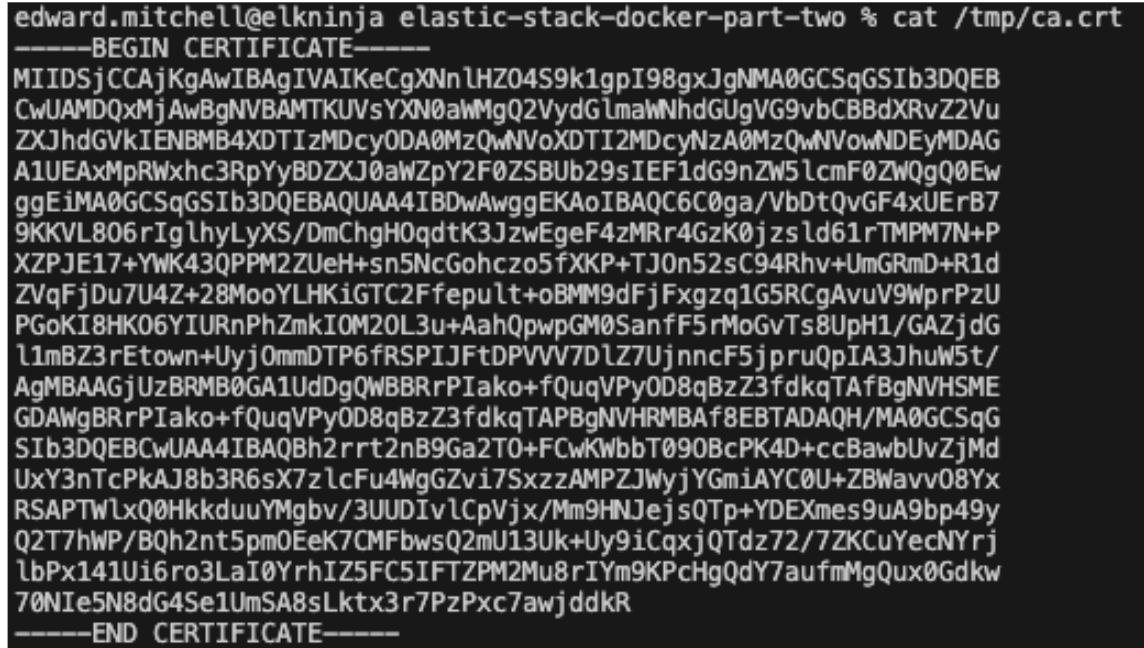 edward.mitchell@elkninja elastic-stack-docker-part-two % cat /tmp/ca.crt
-----BEGIN CERTIFICATE-----
MIIDSjCCAjKgAwIBAgIVAIKeCgXNnlHZO4S9k1gpI98gxJgNMA0GCSqGSIb3DQEB
CwUAMDQxMjAwBgNVBAMTKUVsYXN0aWMgQ2VydGlmaWNhdGUgVG9vbCBBdXRvZ2Vu
ZXJhdGVkIENBMB4XDTIzMDcyODA0MzQwNVoXDTI2MDcyNzA0MzQwNVowNDEyMDAG
A1UEAxMpRWxhc3RpYyBDZXJ0aWZpY2F0ZSBUb29sIEF1dG9nZW5lcmF0ZWQgQ0Ew
ggEiMA0GCSqGSIb3DQEBAQUAA4IBDwAwggEKAoIBAQC6C0ga/VbDtQvGF4xUErB7
9KKVL8O6rIglhyLyXS/DmChgHOqdtK3JzwEgeF4zMRr4GzK0jzsld61rTMPM7N+P
XZPJE17+YWK43QPPM2ZUeH+sn5NcGohczo5fXKP+TJOn52sC94Rhv+UmGRmD+R1d
ZVqFjDu7U4Z+28MooYLHKiGTC2Ffepult+oBMM9dFjFxgzq1G5RCgAvuV9WprPzU
PGoKI8HKO6YIURnPhZmkIOM2OL3u+AahQpwpGM0SanfF5rMoGvTs8UpH1/GAZjdG
l1mBZ3rEtown+UyjOmmDTP6fRSPIJFtDPVVV7DlZ7UjnncF5jpruQpIA3JhuW5t/
AgMBAAGjUzBRMB0GA1UdDgQWBBRrPIako+fQuqVPyOD8qBzZ3fdkqTAfBgNVHSME
GDAWgBRrPIako+fQuqVPyOD8qBzZ3fdkqTAPBgNVHRMBAf8EBTADAQH/MA0GCSqG
SIb3DQEBCwUAA4IBAQBh2rrt2nB9Ga2TO+FCwKWbbT09OBcPK4D+ccBawbUvZjMd
UxY3nTcPkAJ8b3R6sX7zlcFu4WgGZvi7SxzzAMPZJWyjYGmiAYC0U+ZBWavvO8Yx
RSAPTWlxQ0HkkduuYMgbv/3UUDIvlCpVjx/Mm9HNJejsQTp+YDEXmes9uA9bp49y
Q2T7hWP/BQh2nt5pmOEeK7CMFbwsQ2mU13Uk+Uy9iCqxjQTdz72/7ZKCuYecNYrj
lbPx141Ui6ro3LaI0YrhIZ5FC5IFTZPM2Mu8rIYm9KPcHgQdY7aufmMgQux0Gdkw
70NIe5N8dG4Se1UmSA8sLktx3r7PzPxc7awjddkR
-----END CERTIFICATE-----